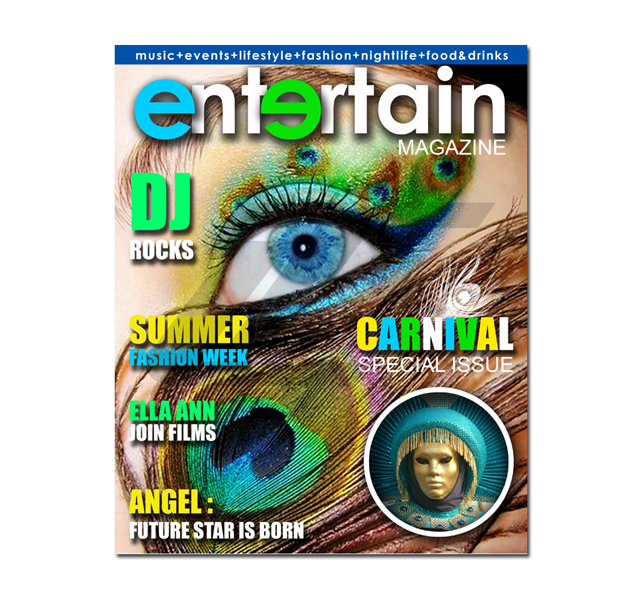 music+events+lifestyle+fashion+nightlife+food&drinks
entertain
MAGAZINE
DJ
ROCKS
SUMMER
FASHION WEEK
ELLA ANN
JOIN FILMS
ANGEL :
FUTURE STAR IS BORN
CARNIVAL
SPECIAL ISSUE